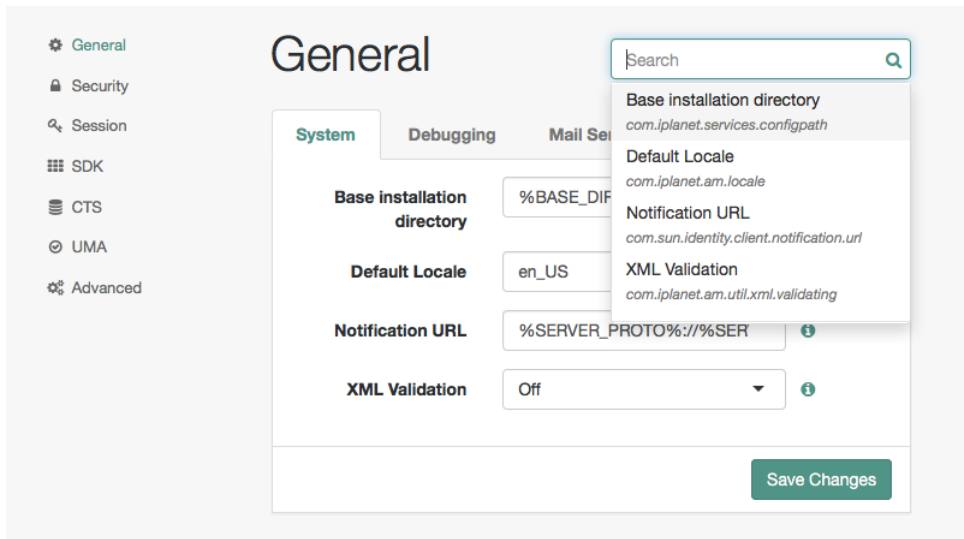 General
Security
Session
SDK
CTS
UMA
Advanced
General
Search
Base installation directory
com.iplanet.services.configpath
Default Locale
com.iplanet.am.locale
Notification URL
com.sun.identity.client.notification.url
XML Validation
com.iplanet.am.util.xml.validating
System
Debugging
Mail Ser
Base installation
directory
%BASE_DIR
Default Locale
en_US
Notification URL
%SERVER_PROTO%://%SER
XML Validation
Off
Save Changes